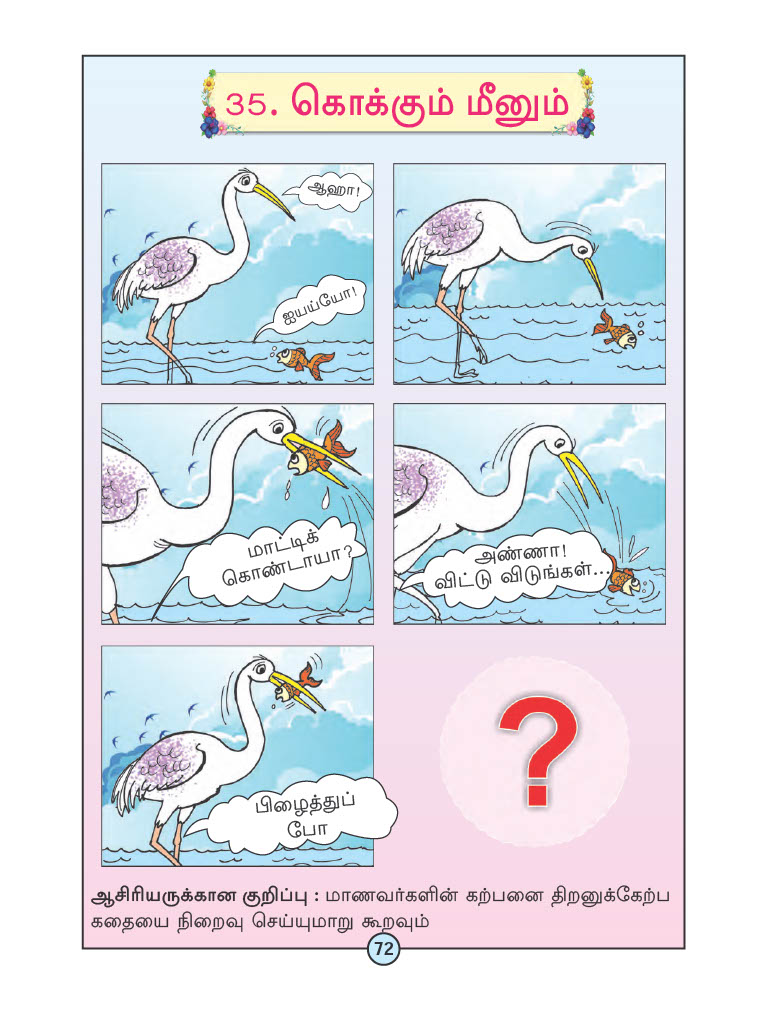 35. கொக்கும் மீனும்
ஆஹா!
ஐயய்யோ!
மாட்டிக்
கொண்டாயா?
அண்ணா!
விட்டு விடுங்கள்...
பிழைத்துப்
போ
?
ஆசிரியருக்கான குறிப்பு : மாணவர்களின் கற்பனை திறனுக்கேற்ப
கதையை நிறைவு செய்யுமாறு கூறவும்
72